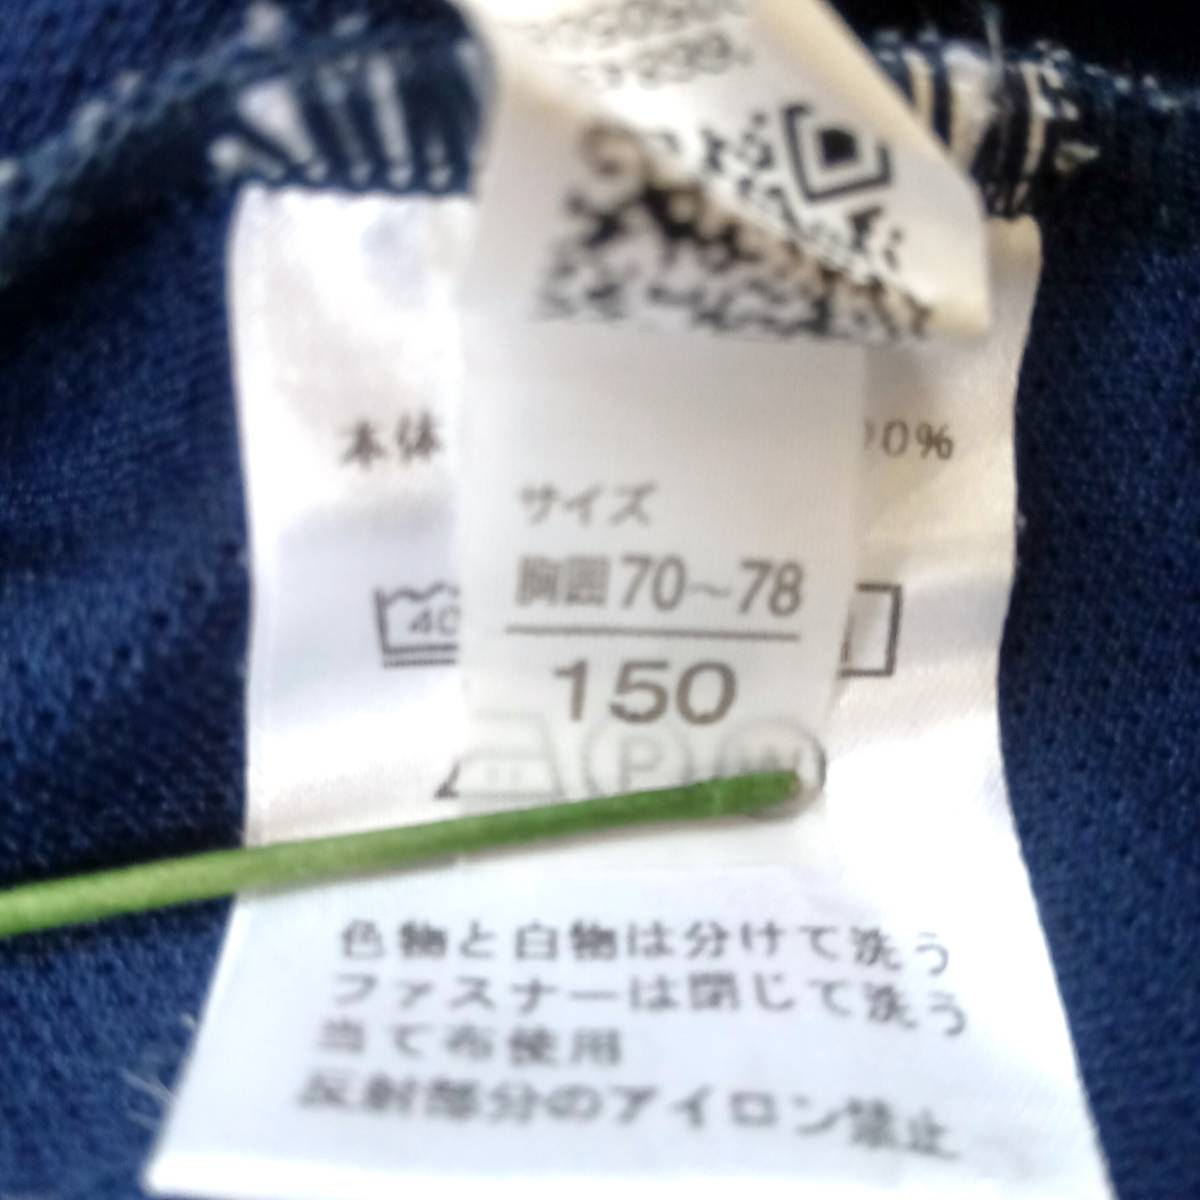 本体
00%
サイズ
胸囲70~78
40
150
P W
色物と白物は分けて洗う
ファスナーは閉じて洗う
当て布使用
反射部分のアイロン禁止